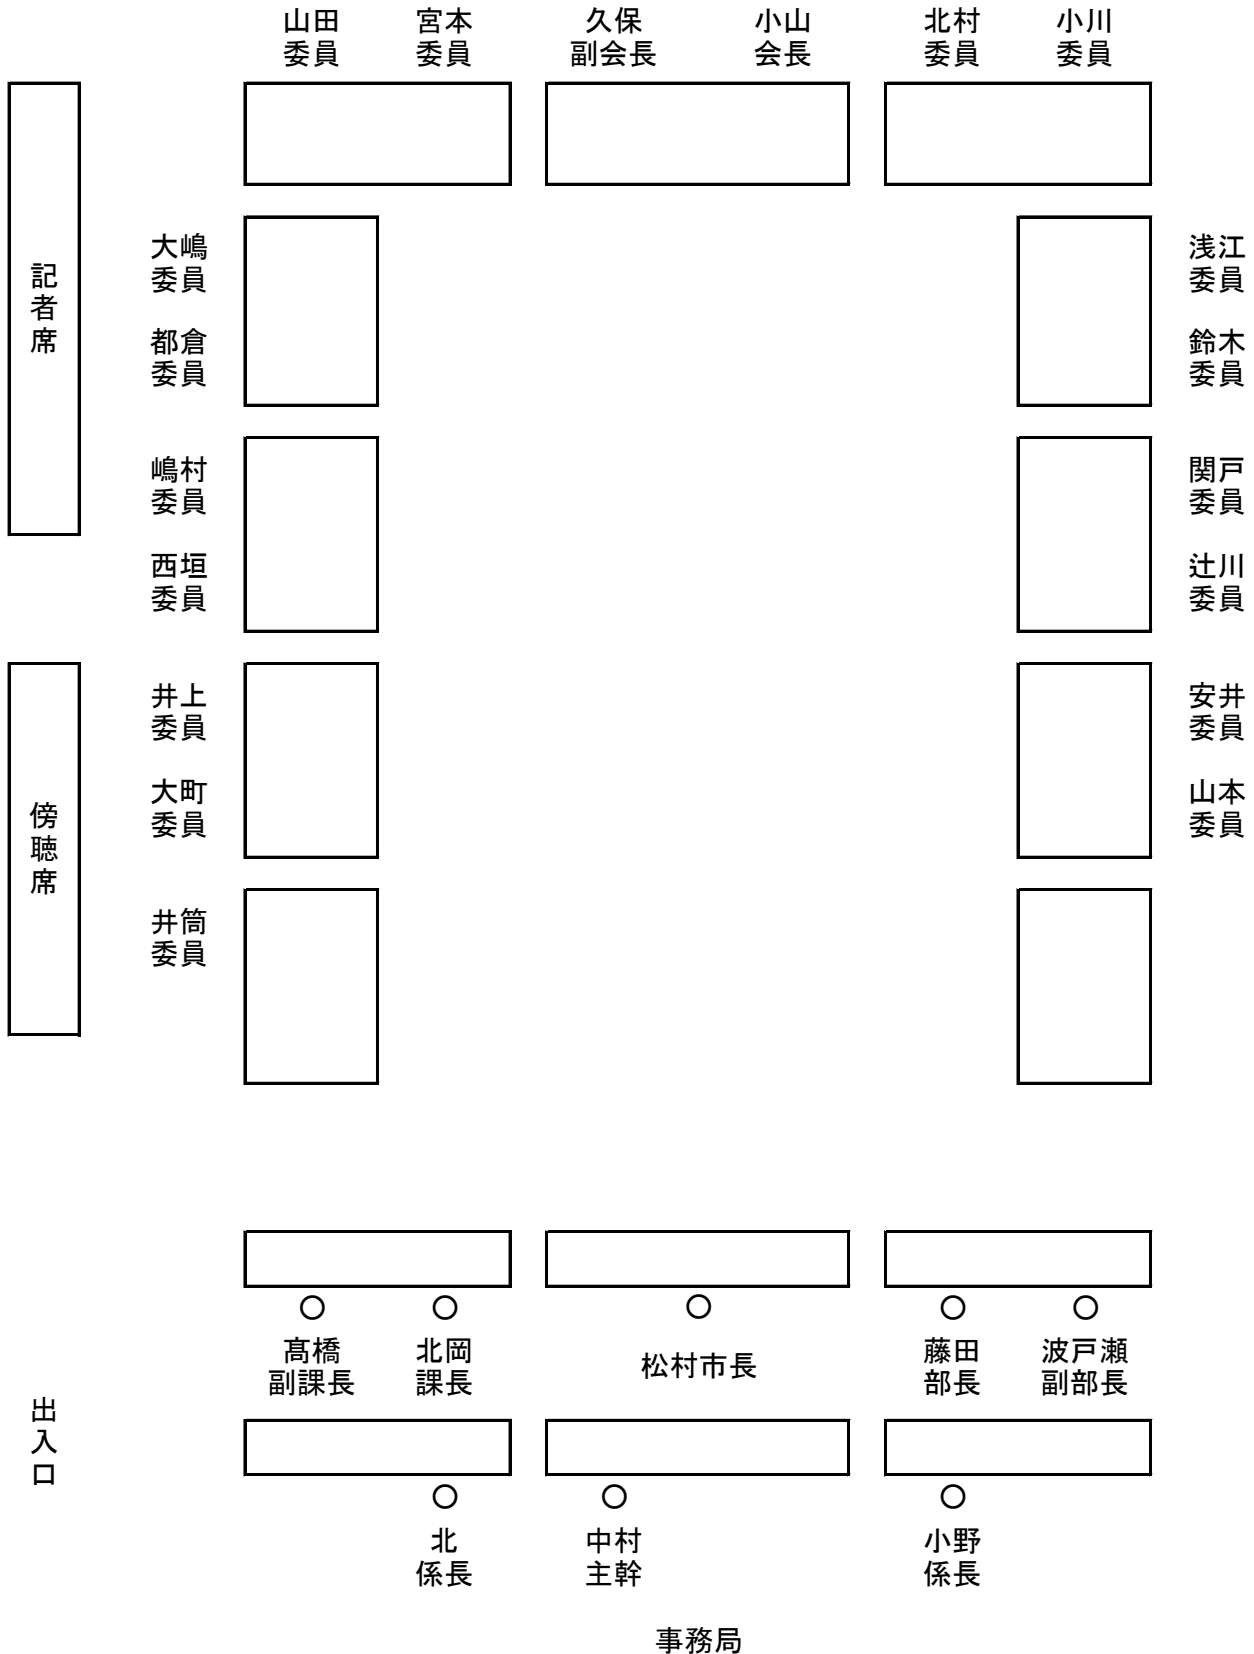 山田
委員
宮本
委員
久保
副会長
小山
会長
北村
委員
小川
委員
記者席
大嶋
委員
浅江
委員
都倉
委員
鈴木
委員
嶋村
委員
関戸
委員
西垣
委員
辻川
委員
傍聴席
井上
委員
安井
委員
大町
委員
山本
委員
井筒
委員
髙橋
副課長
北岡
課長
松村市長
藤田
部長
波戸瀬
副部長
出入口
北
係長
中村
主幹
小野
係長
事務局